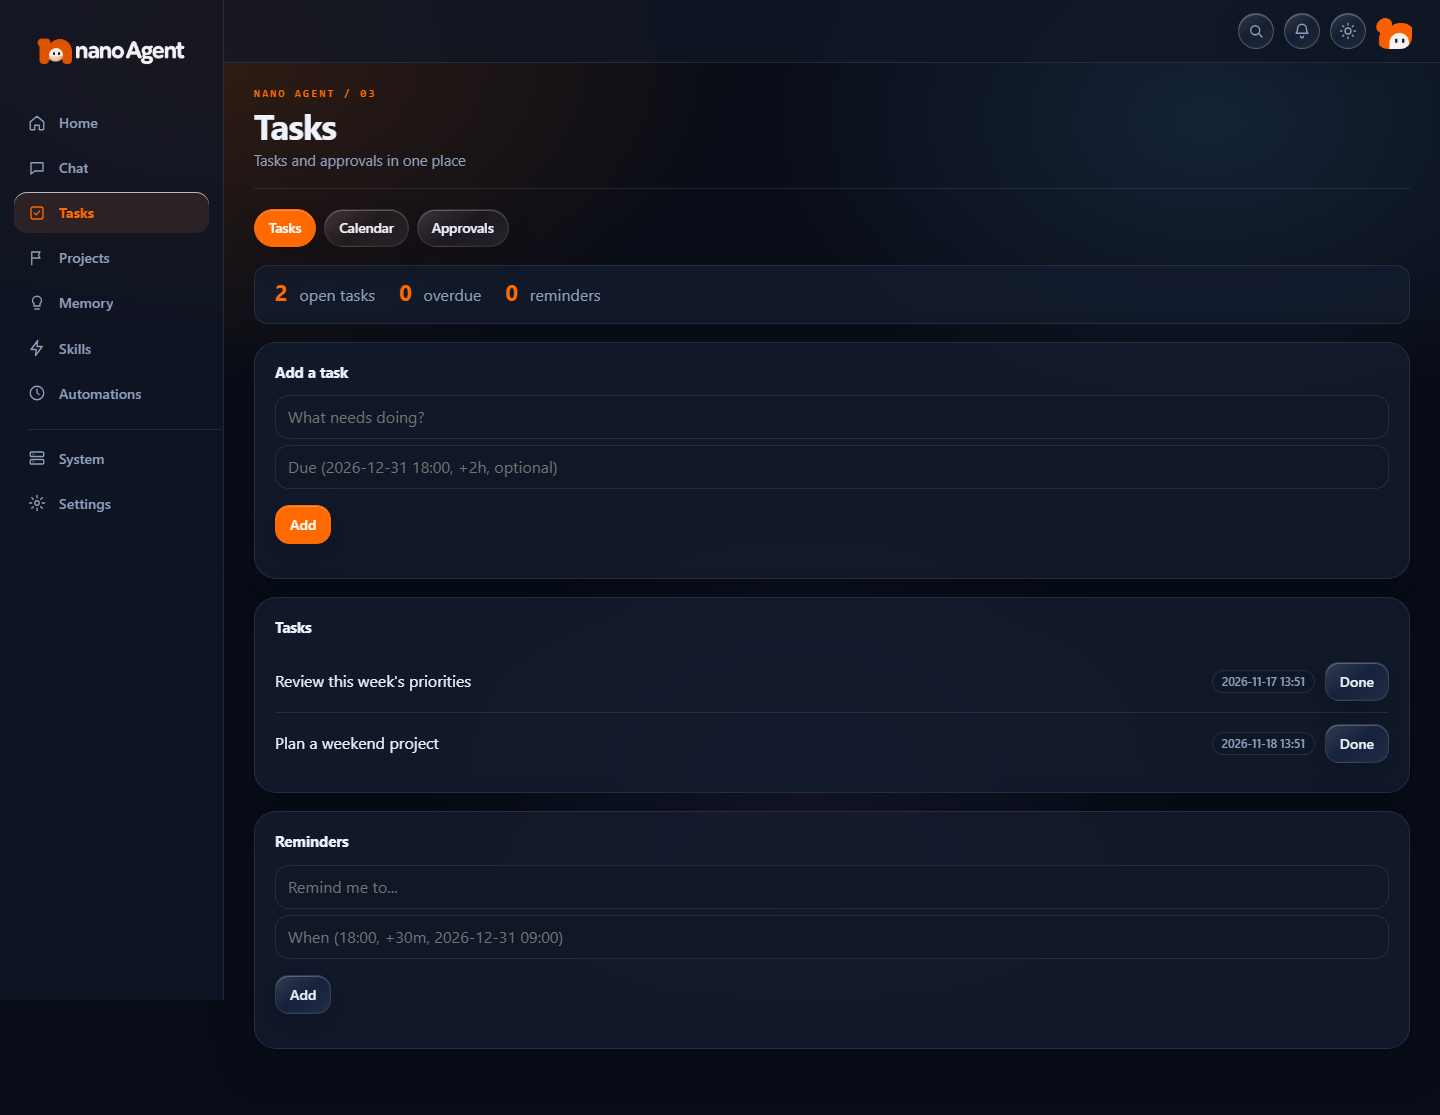 nano Agent
Home
Chat
Tasks
Projects
Memory
Skills
Automations
System
Settings
NANO AGENT / 03
Tasks
Tasks and approvals in one place
Tasks
Calendar
Approvals
2 open tasks 0 overdue 0 reminders
Add a task
What needs doing?
Due (2026-12-31 18:00, +2h, optional)
Add
Tasks
Review this week's priorities 2026-11-17 13:51 Done
Plan a weekend project 2026-11-18 13:51 Done
Reminders
Remind me to...
When (18:00, +30m, 2026-12-31 09:00)
Add